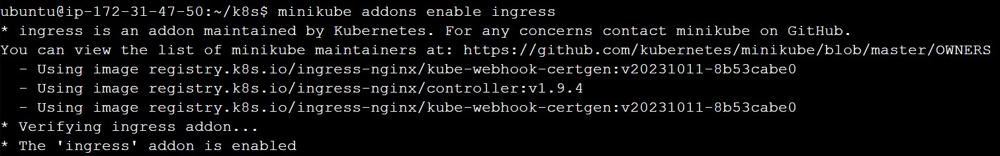 ubuntu@ip-172-31-47-50:~/k8s$ minikube addons enable ingress
* ingress is an addon maintained by Kubernetes. For any concerns contact minikube on GitHub.
You can view the list of minikube maintainers at: https://github.com/kubernetes/minikube/blob/master/OWNERS
  - Using image registry.k8s.io/ingress-nginx/kube-webhook-certgen:v20231011-8b53cabe0
  - Using image registry.k8s.io/ingress-nginx/controller:v1.9.4
  - Using image registry.k8s.io/ingress-nginx/kube-webhook-certgen:v20231011-8b53cabe0
* Verifying ingress addon...
* The 'ingress' addon is enabled